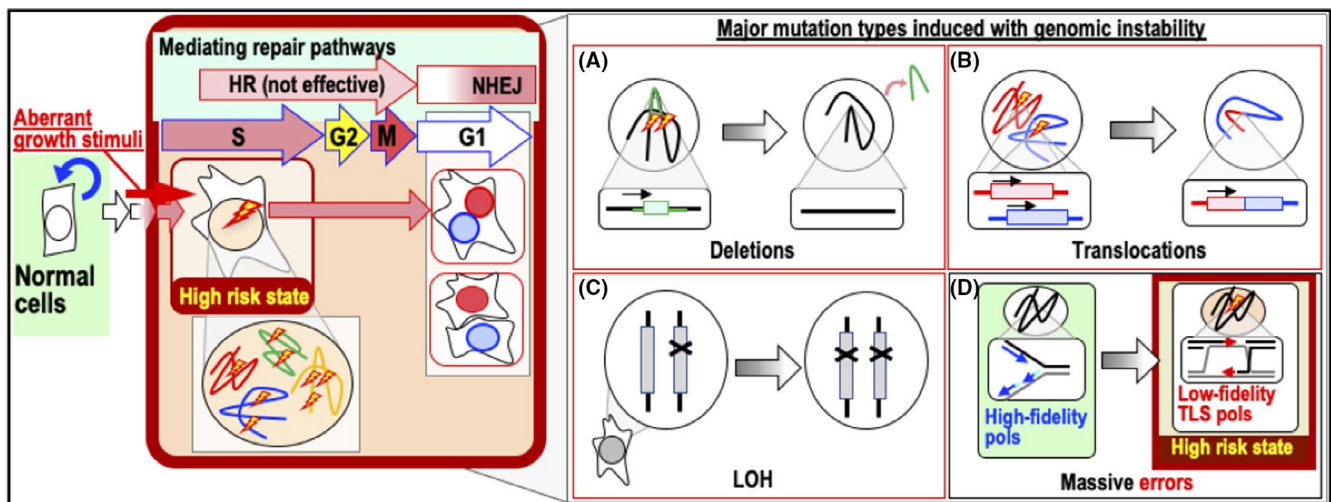 Mediating repair pathways
HR (not effective)
NHEJ
Aberrant
growth stimuli
S
G2
M
G1
Normal
cells
High risk state
Major mutation types induced with genomic instability
(A)
Deletions
(B)
Translocations
(C)
LOH
(D)
High-fidelity
pols
Low-fidelity
TLS pols
High risk state
Massive errors